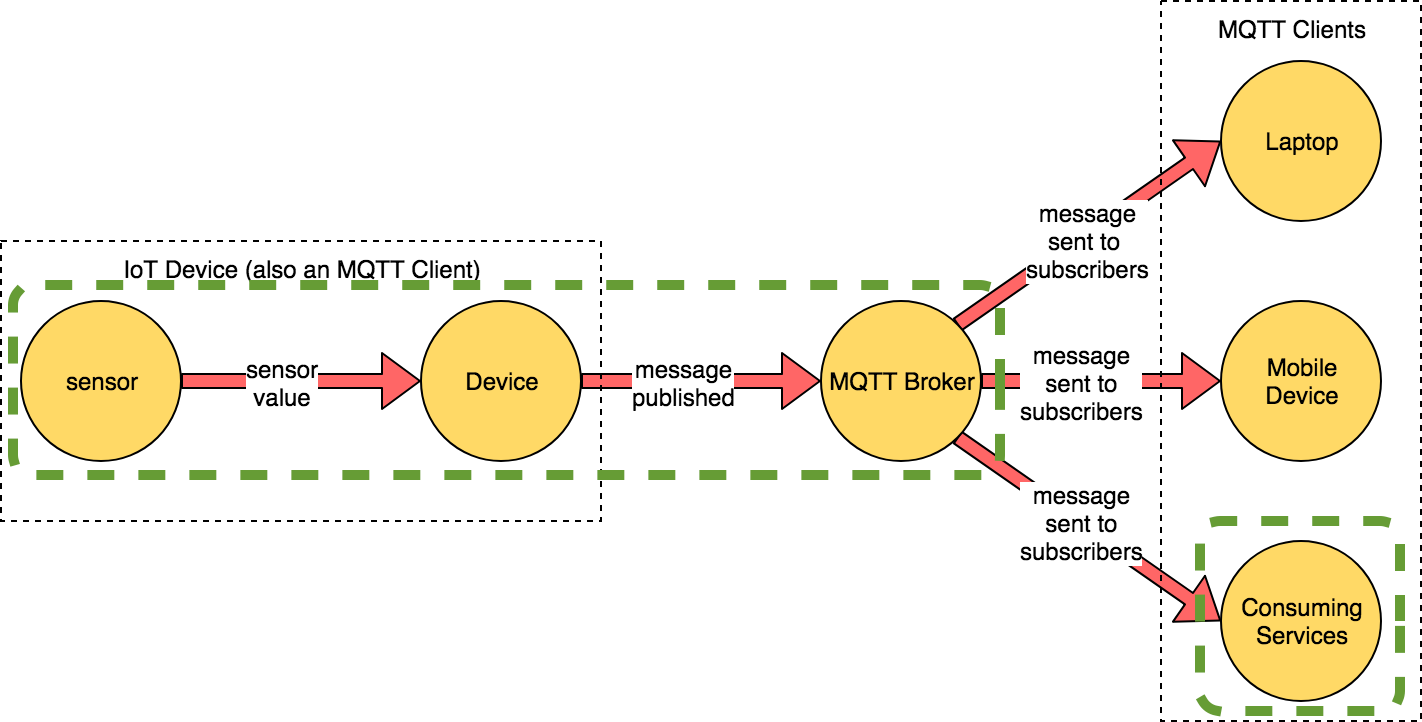 MQTT Clients
Laptop
message
sent to
subscribers
IoT Device (also an MQTT Client)
sensor
sensor
value
Device
message
published
MQTT Broker
message
sent to
subscribers
Mobile
Device
message
sent to
subscribers
Consuming
Services